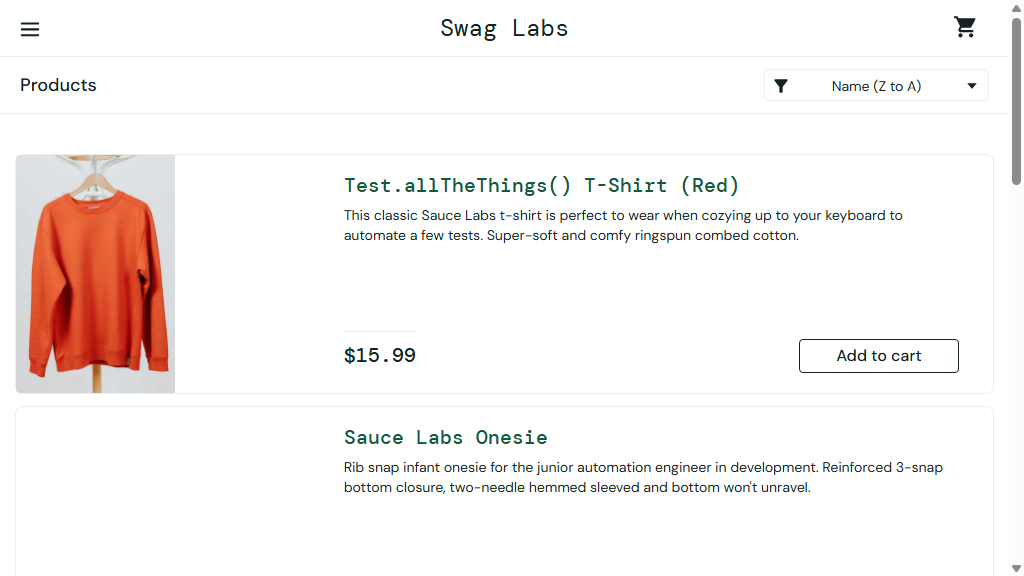 Swag Labs
Products
Name (Z to A)
Test.allTheThings() T-Shirt (Red)
This classic Sauce Labs t-shirt is perfect to wear when cozying up to your keyboard to
automate a few tests. Super-soft and comfy ringspun combed cotton.
$15.99
Add to cart
Sauce Labs Onesie
Rib snap infant onesie for the junior automation engineer in development. Reinforced 3-snap
bottom closure, two-needle hemmed sleeved and bottom won't unravel.